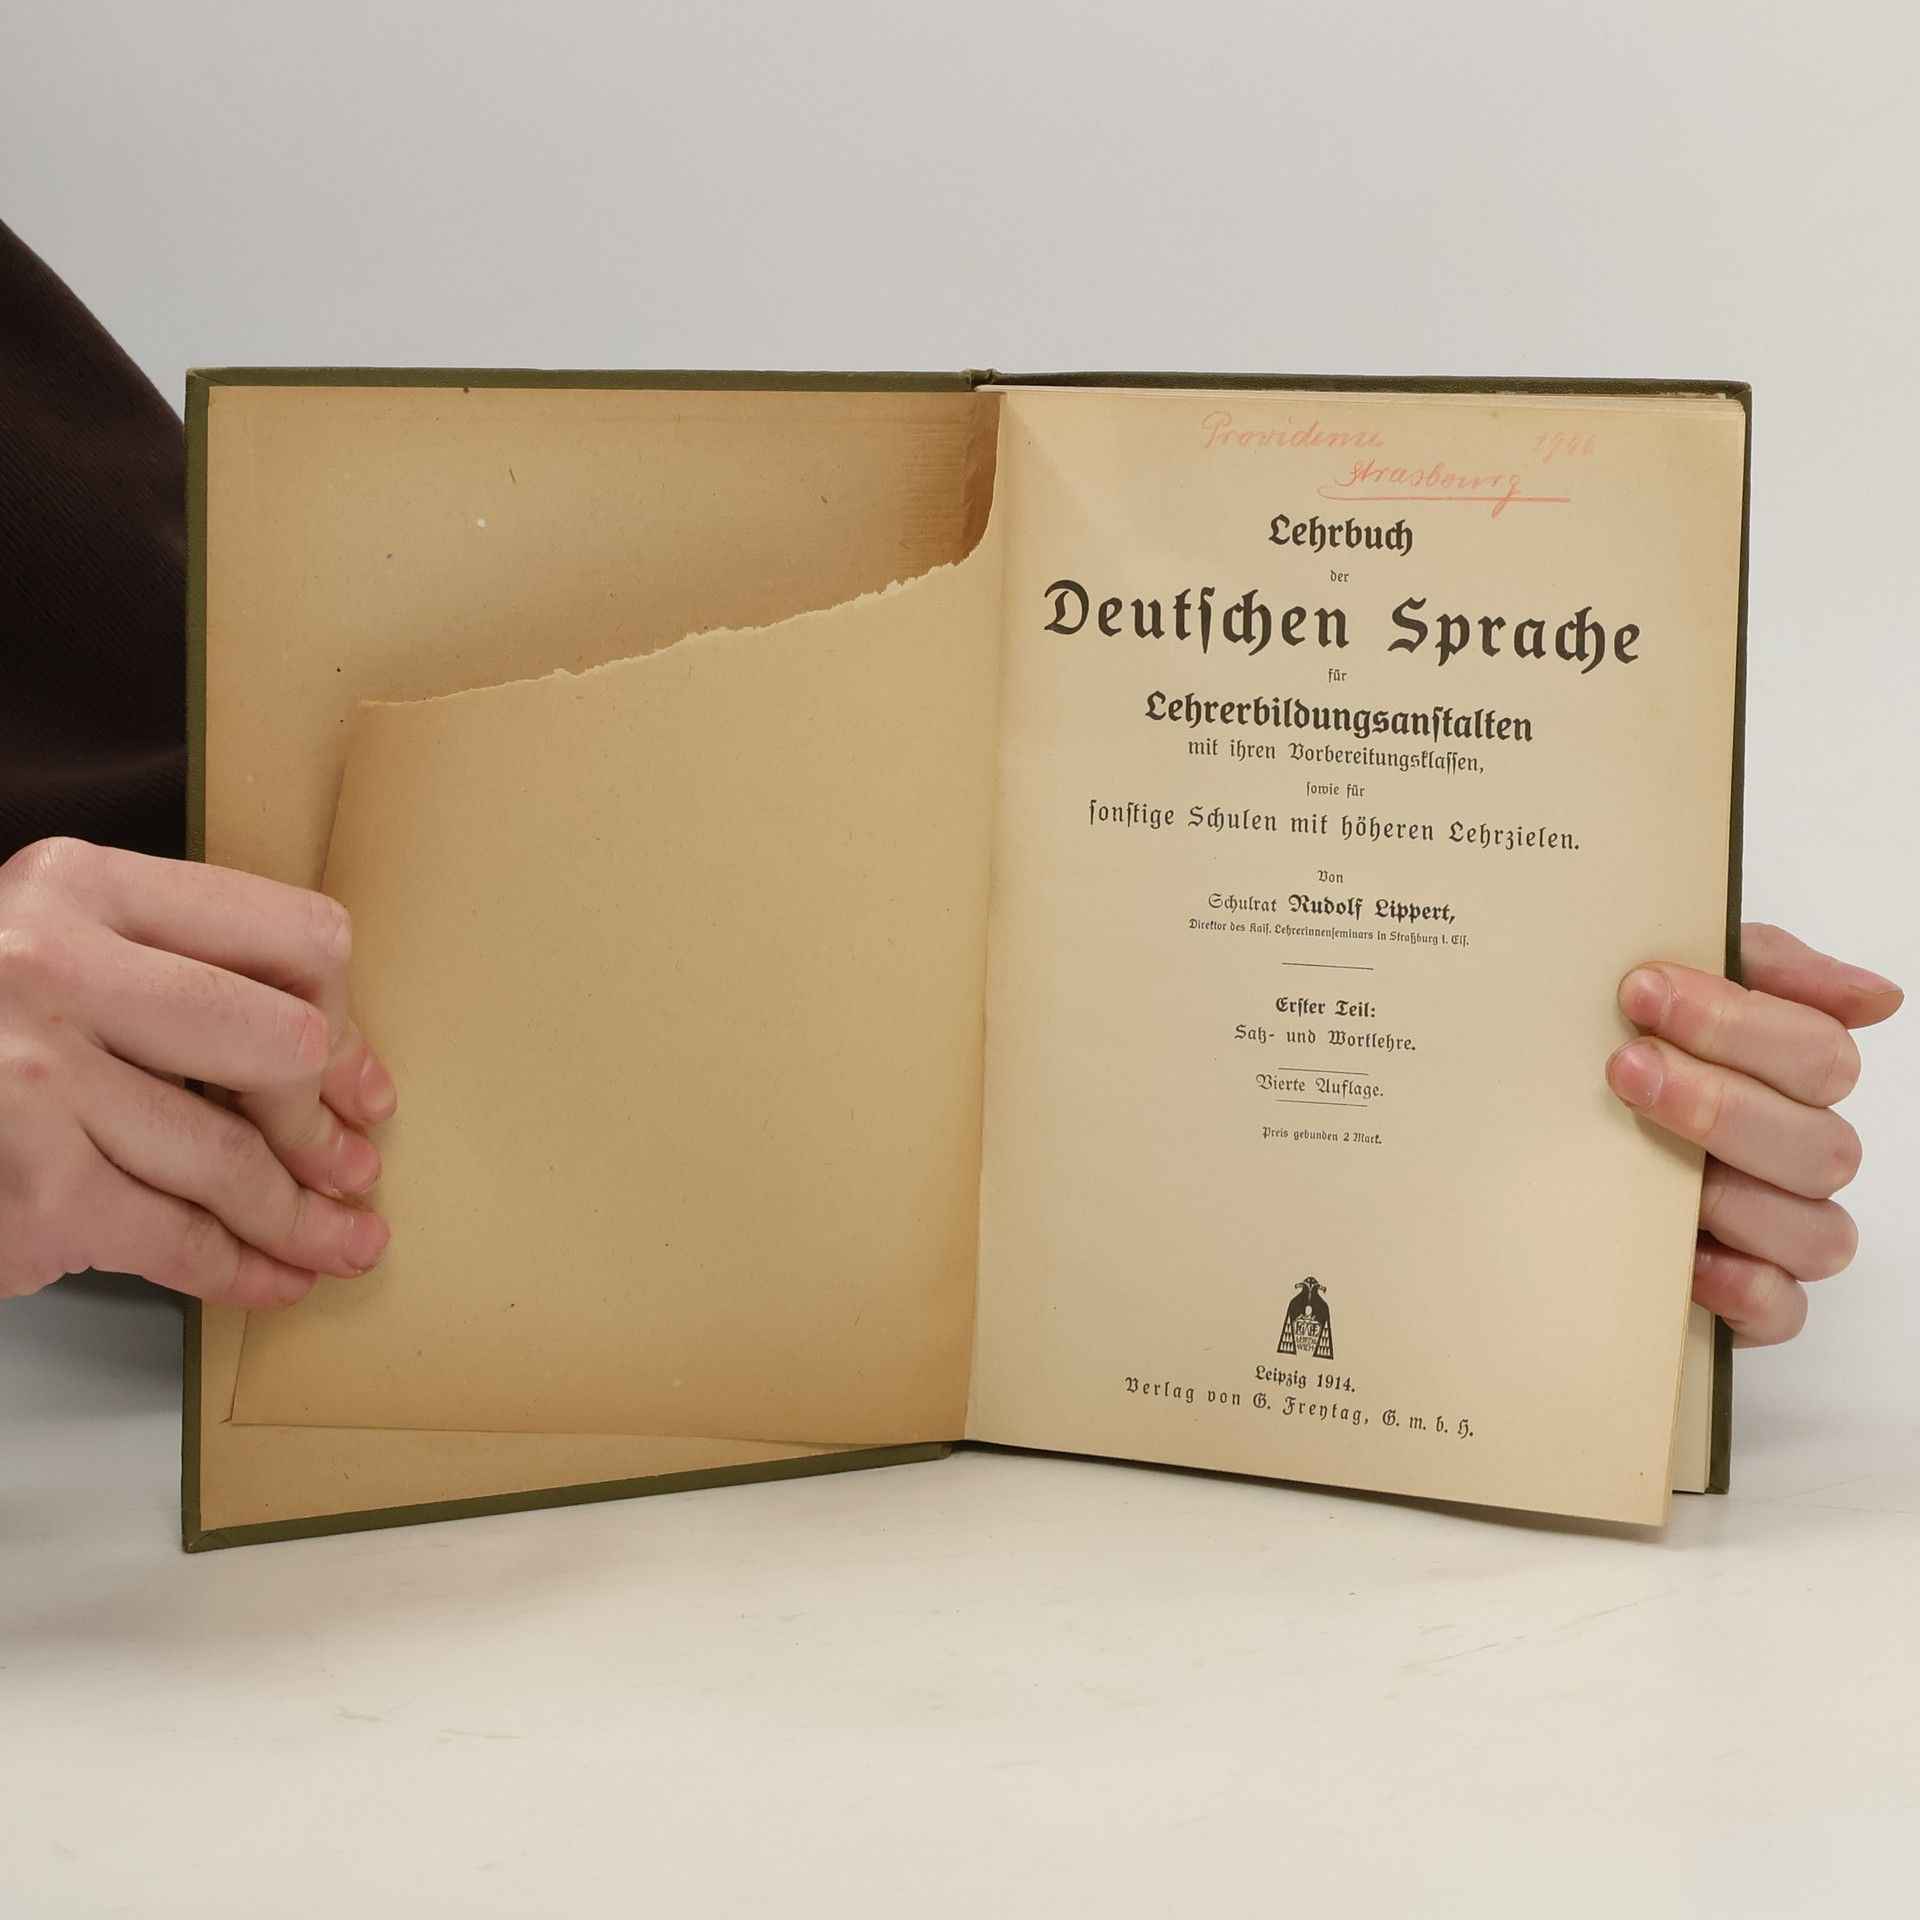 Providence 1946
Strasbourg
Lehrbuch
der
Deutſchen Sprache
für
Lehrerbildungsanſtalten
mit ihren Vorbereitungsklaſſen,
ſowie für
ſonſtige Schulen mit höheren Lehrzielen.
Von
Schulrat Rudolf Lippert,
Direktor des Kaiſ. Lehrerinnenſeminars in Straßburg i. Elſ.
Erſter Teil:
Satz- und Wortlehre.
Vierte Auflage.
Preis gebunden 2 Mark.
LEIPZIG
WIEN
Leipzig 1914.
Verlag von G. Freytag, G. m. b. H.